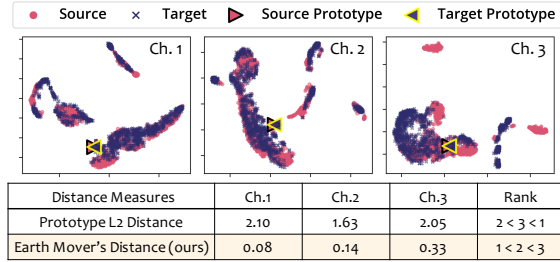 Source Target Source Prototype Target Prototype
Ch. 1 Ch. 2 Ch. 3
Distance Measures Ch.1 Ch.2 Ch.3 Rank
Prototype L2 Distance 2.10 1.63 2.05 2 < 3 < 1
Earth Mover's Distance (ours) 0.08 0.14 0.33 1 < 2 < 3